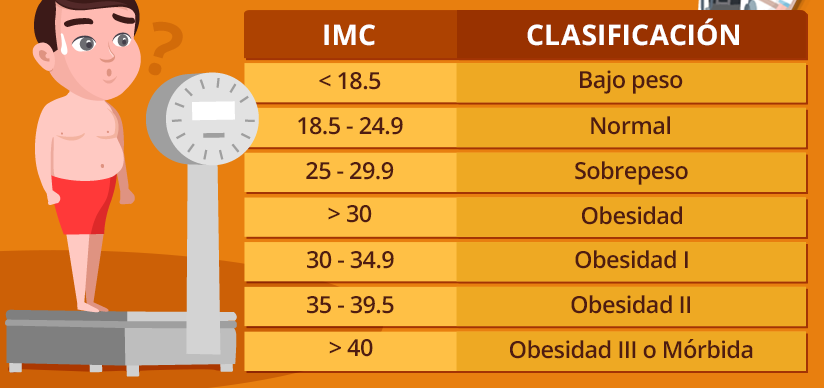 IMC CLASIFICACIÓN
< 18.5 Bajo peso
18.5 - 24.9 Normal
25 - 29.9 Sobrepeso
> 30 Obesidad
30 - 34.9 Obesidad I
35 - 39.5 Obesidad II
> 40 Obesidad III o Mórbida
?